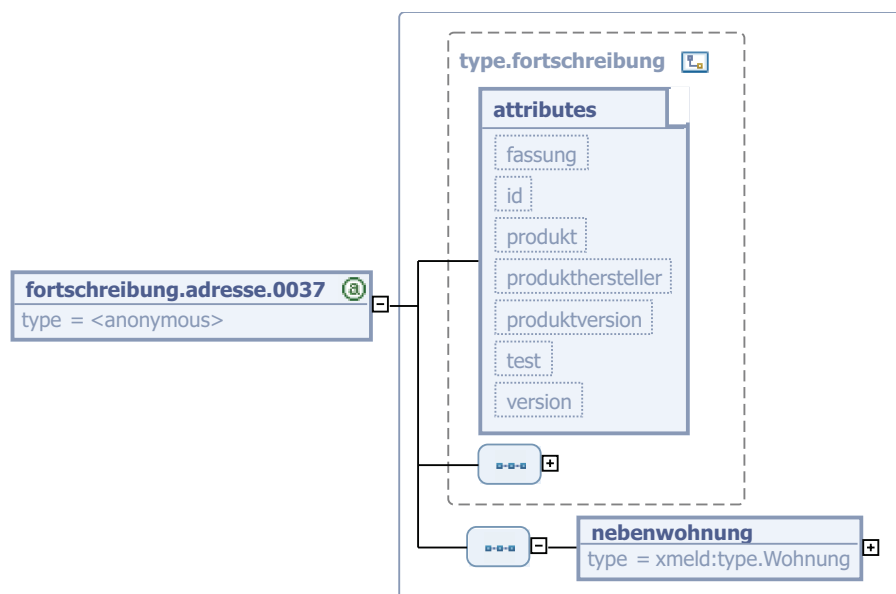 type.fortschreibung
attributes
fassung
id
produkt
produkthersteller
produktversion
test
version
fortschreibung.adresse.0037 a
type = <anonymous>
nebenwohnung
type = xmeld:type.Wohnung